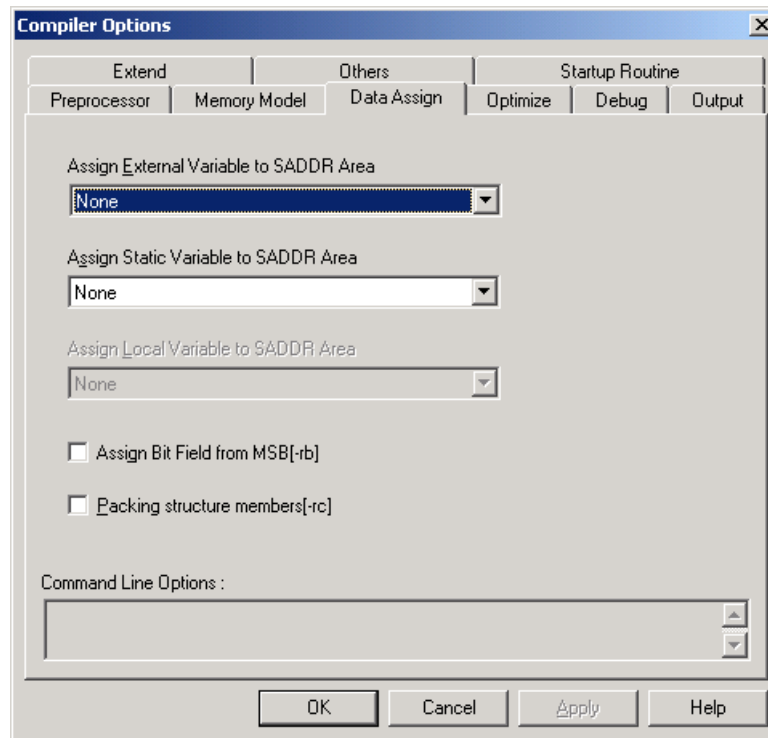 Compiler Options
Extend Others Startup Routine
Preprocessor Memory Model Data Assign Optimize Debug Output
Assign External Variable to SADDR Area
None
Assign Static Variable to SADDR Area
None
Assign Local Variable to SADDR Area
None
Assign Bit Field from MSB[-rb]
Packing structure members[-rc]
Command Line Options :
OK Cancel Apply Help